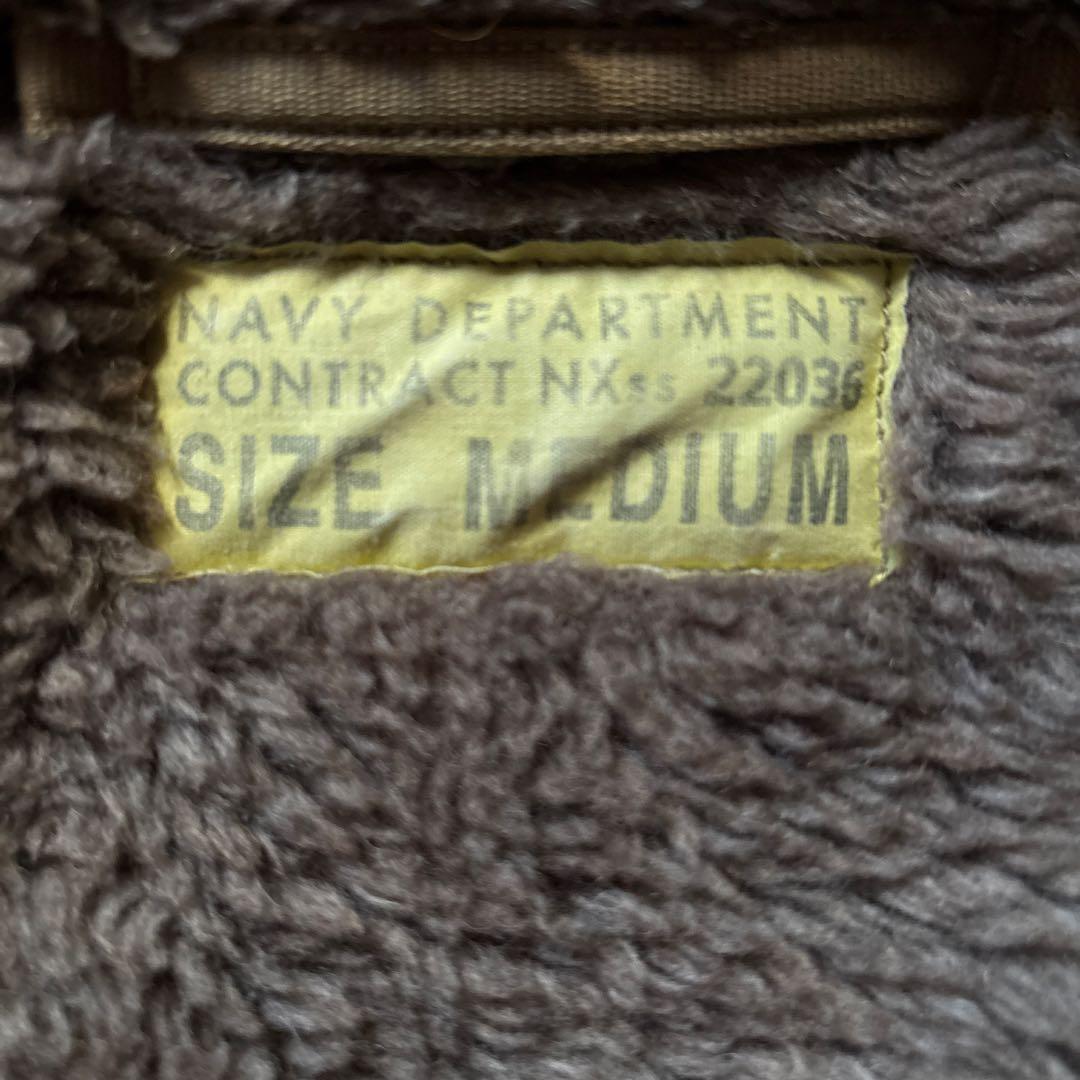 NAVY DEPARTMENT
CONTRACT NXss 22036
SIZE MEDIUM